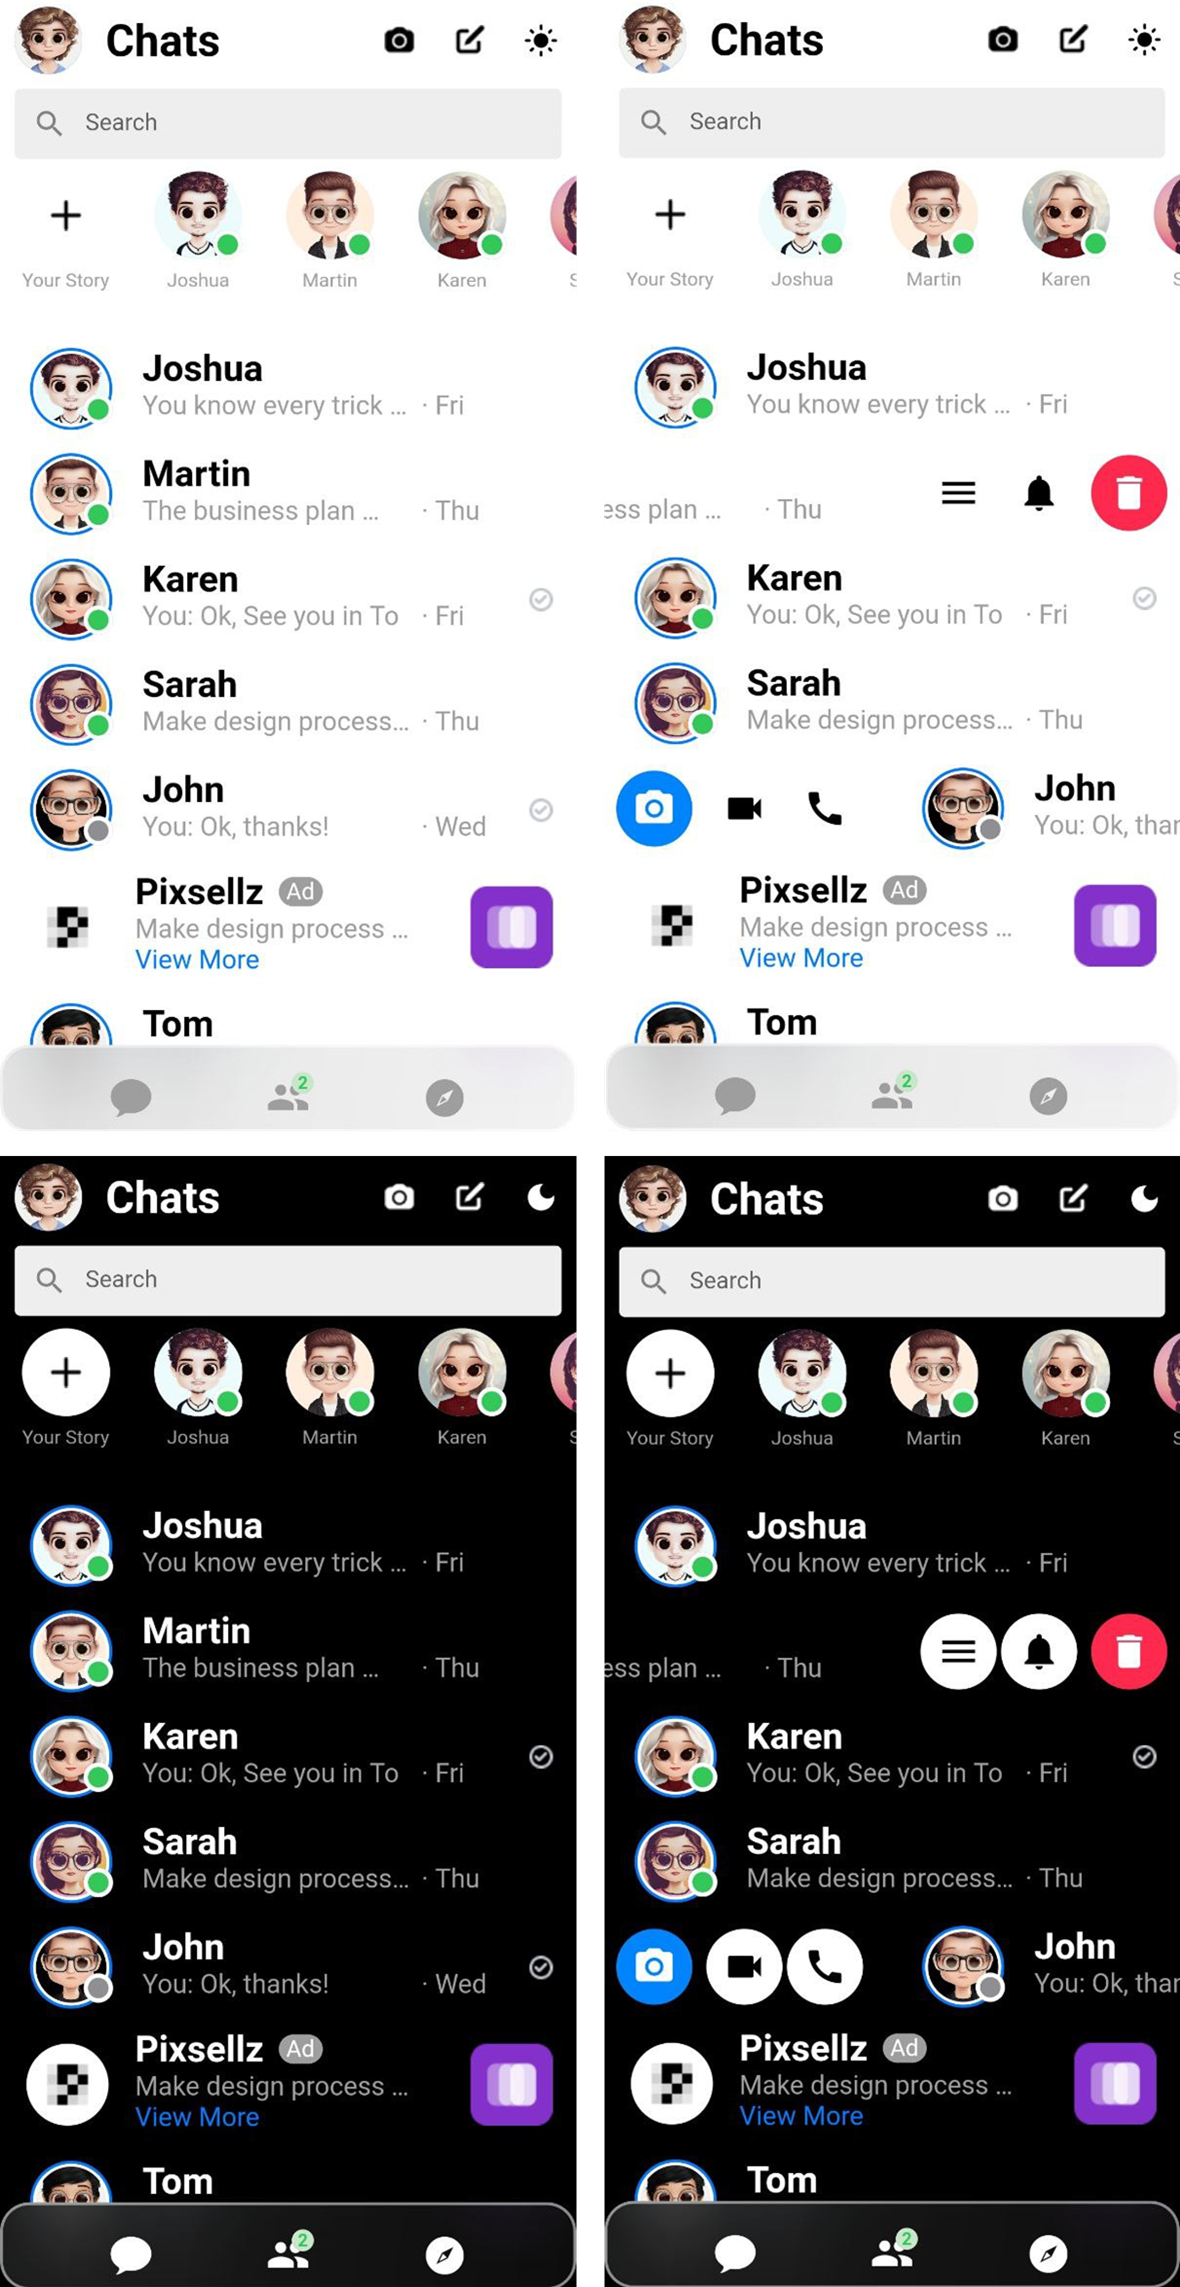 Chats
Search
Your Story
Joshua
Martin
Karen
Joshua
You know every trick ... · Fri
Martin
The business plan ... · Thu
Karen
You: Ok, See you in To · Fri
Sarah
Make design process... · Thu
John
You: Ok, thanks! · Wed
Pixsellz Ad
Make design process ...
View More
Tom
2
Chats
Search
Your Story
Joshua
Martin
Karen
Joshua
You know every trick ... · Fri
ess plan ... · Thu
Karen
You: Ok, See you in To · Fri
Sarah
Make design process... · Thu
John
You: Ok, thar
Pixsellz Ad
Make design process ...
View More
Tom
2
Chats
Search
Your Story
Joshua
Martin
Karen
Joshua
You know every trick ... · Fri
Martin
The business plan ... · Thu
Karen
You: Ok, See you in To · Fri
Sarah
Make design process... · Thu
John
You: Ok, thanks! · Wed
Pixsellz Ad
Make design process ...
View More
Tom
2
Chats
Search
Your Story
Joshua
Martin
Karen
Joshua
You know every trick ... · Fri
ess plan ... · Thu
Karen
You: Ok, See you in To · Fri
Sarah
Make design process... · Thu
John
You: Ok, thar
Pixsellz Ad
Make design process ...
View More
Tom
2